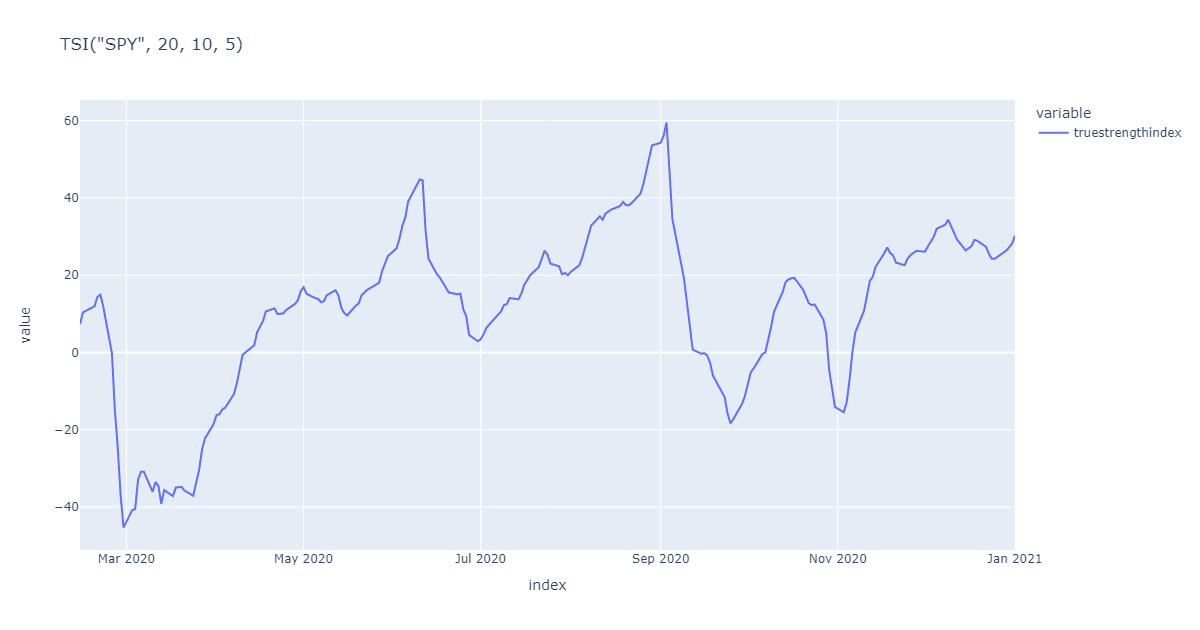 TSI("SPY", 20, 10, 5)
variable
truestrengthindex
60
40
20
0
−20
−40
value
Mar 2020
May 2020
Jul 2020
Sep 2020
Nov 2020
Jan 2021
index